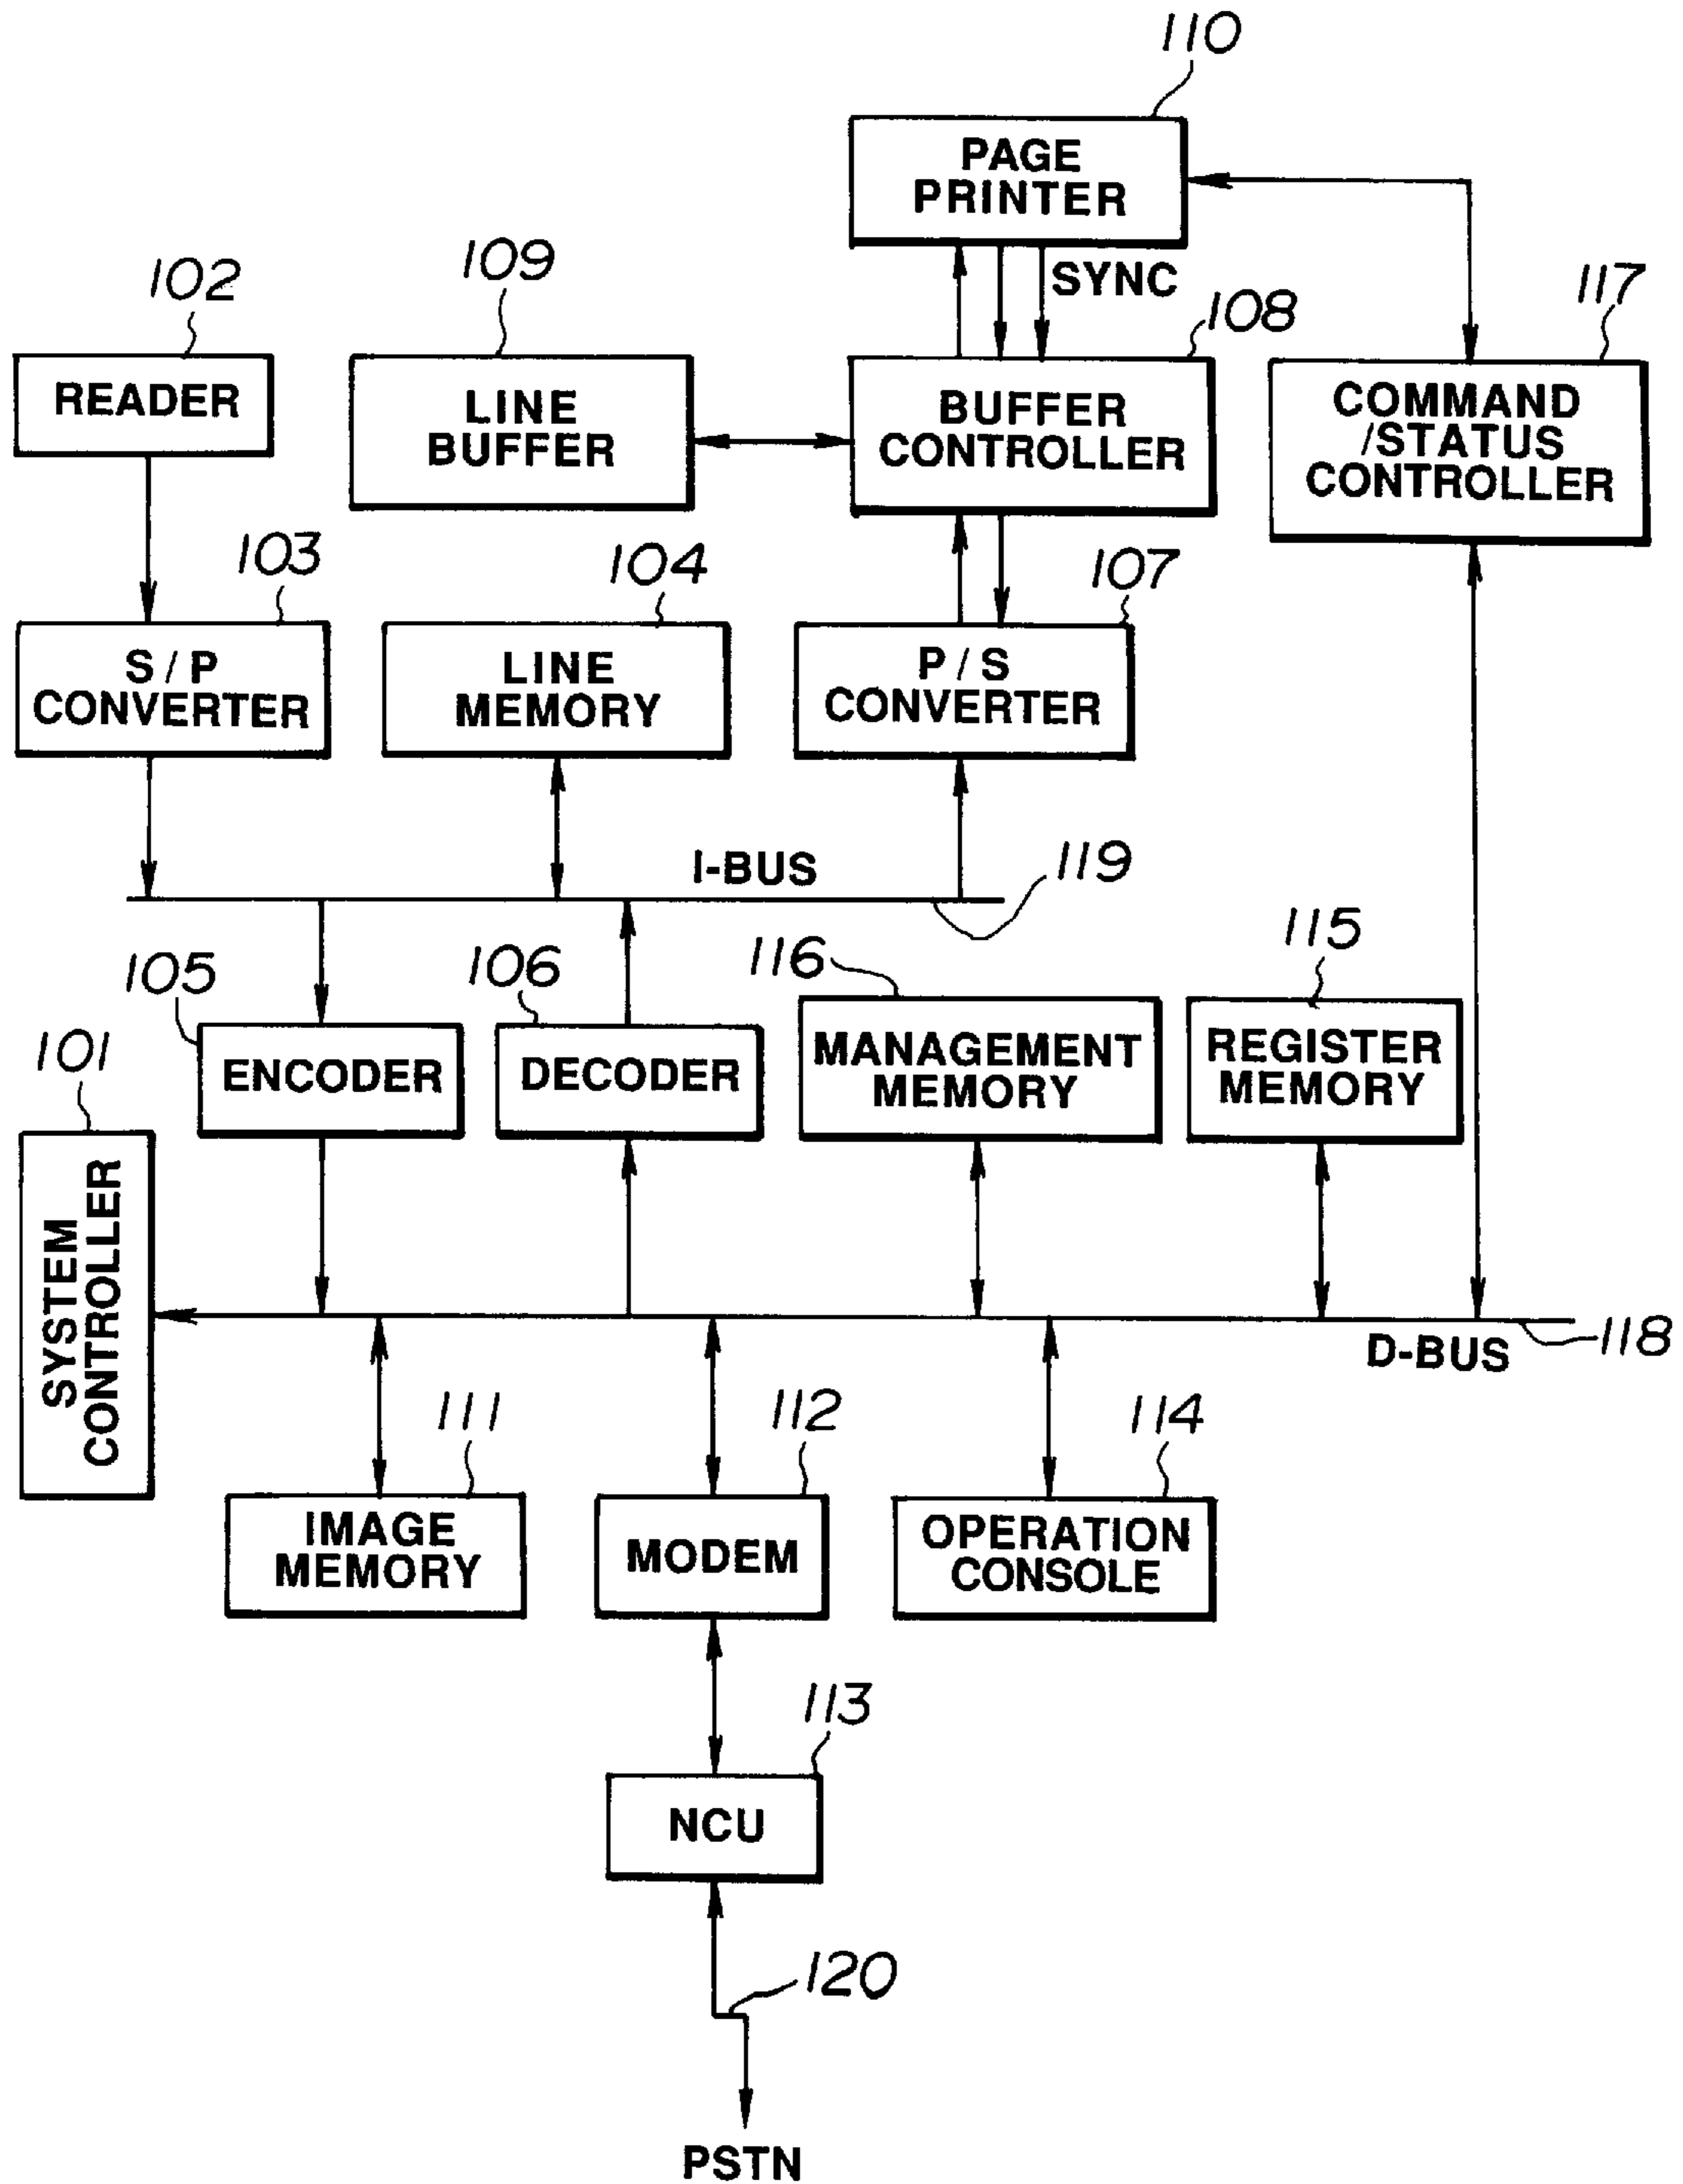 110
PAGE
PRINTER
SYNC
102
109
108
117
READER
LINE
BUFFER
BUFFER
CONTROLLER
COMMAND
/STATUS
CONTROLLER
103
104
107
S/P
CONVERTER
LINE
MEMORY
P/S
CONVERTER
I-BUS
119
105
106
116
115
101
ENCODER
DECODER
MANAGEMENT
MEMORY
REGISTER
MEMORY
SYSTEM
CONTROLLER
118
D-BUS
111
112
114
IMAGE
MEMORY
MODEM
OPERATION
CONSOLE
113
NCU
120
PSTN